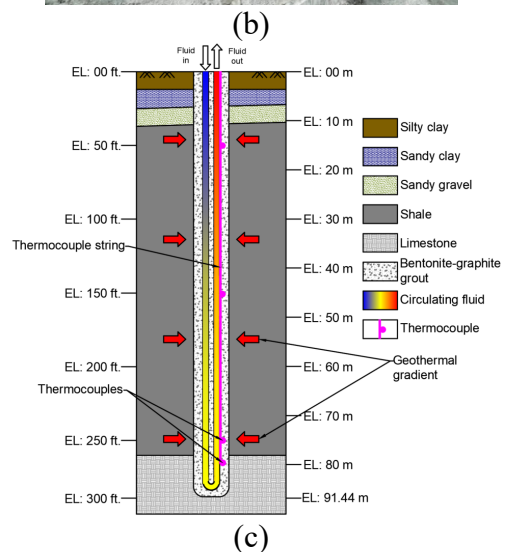 (b)
Fluid in
Fluid out
EL: 00 ft.
EL: 50 ft.
EL: 100 ft.
Thermocouple string
EL: 150 ft.
EL: 200 ft.
Thermocouples
EL: 250 ft.
EL: 300 ft.
EL: 00 m
EL: 10 m
EL: 20 m
EL: 30 m
EL: 40 m
EL: 50 m
EL: 60 m
EL: 70 m
EL: 80 m
EL: 91.44 m
Silty clay
Sandy clay
Sandy gravel
Shale
Limestone
Bentonite-graphite
grout
Circulating fluid
Thermocouple
Geothermal
gradient
(c)